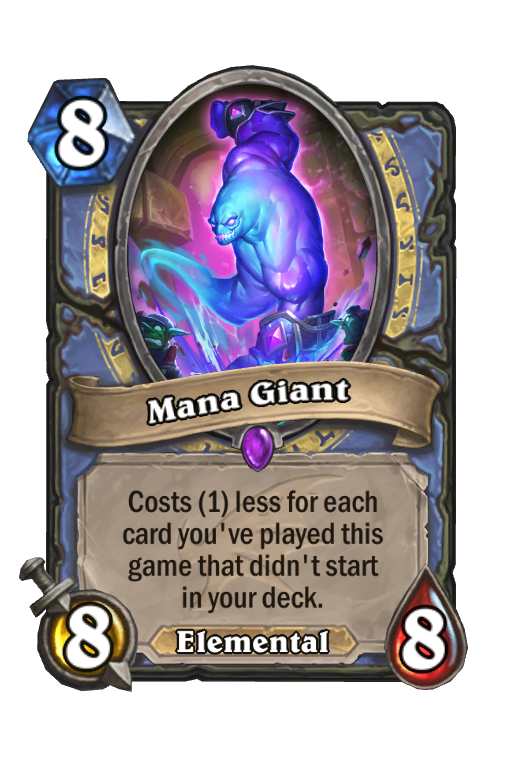 8
Mana Giant
Costs (1) less for each
card you've played this
game that didn't start
in your deck.
8
Elemental
8